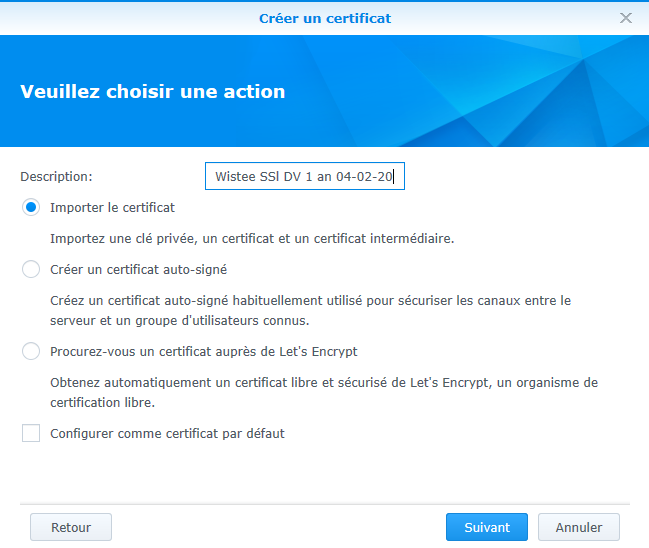 Créer un certificat
Veuillez choisir une action
Description: Wistee SSl DV 1 an 04-02-20
Importer le certificat
Importez une clé privée, un certificat et un certificat intermédiaire.
Créer un certificat auto-signé
Créez un certificat auto-signé habituellement utilisé pour sécuriser les canaux entre le
serveur et un groupe d'utilisateurs connus.
Procurez-vous un certificat auprès de Let's Encrypt
Obtenez automatiquement un certificat libre et sécurisé de Let's Encrypt, un organisme de
certification libre.
Configurer comme certificat par défaut
Retour Suivant Annuler